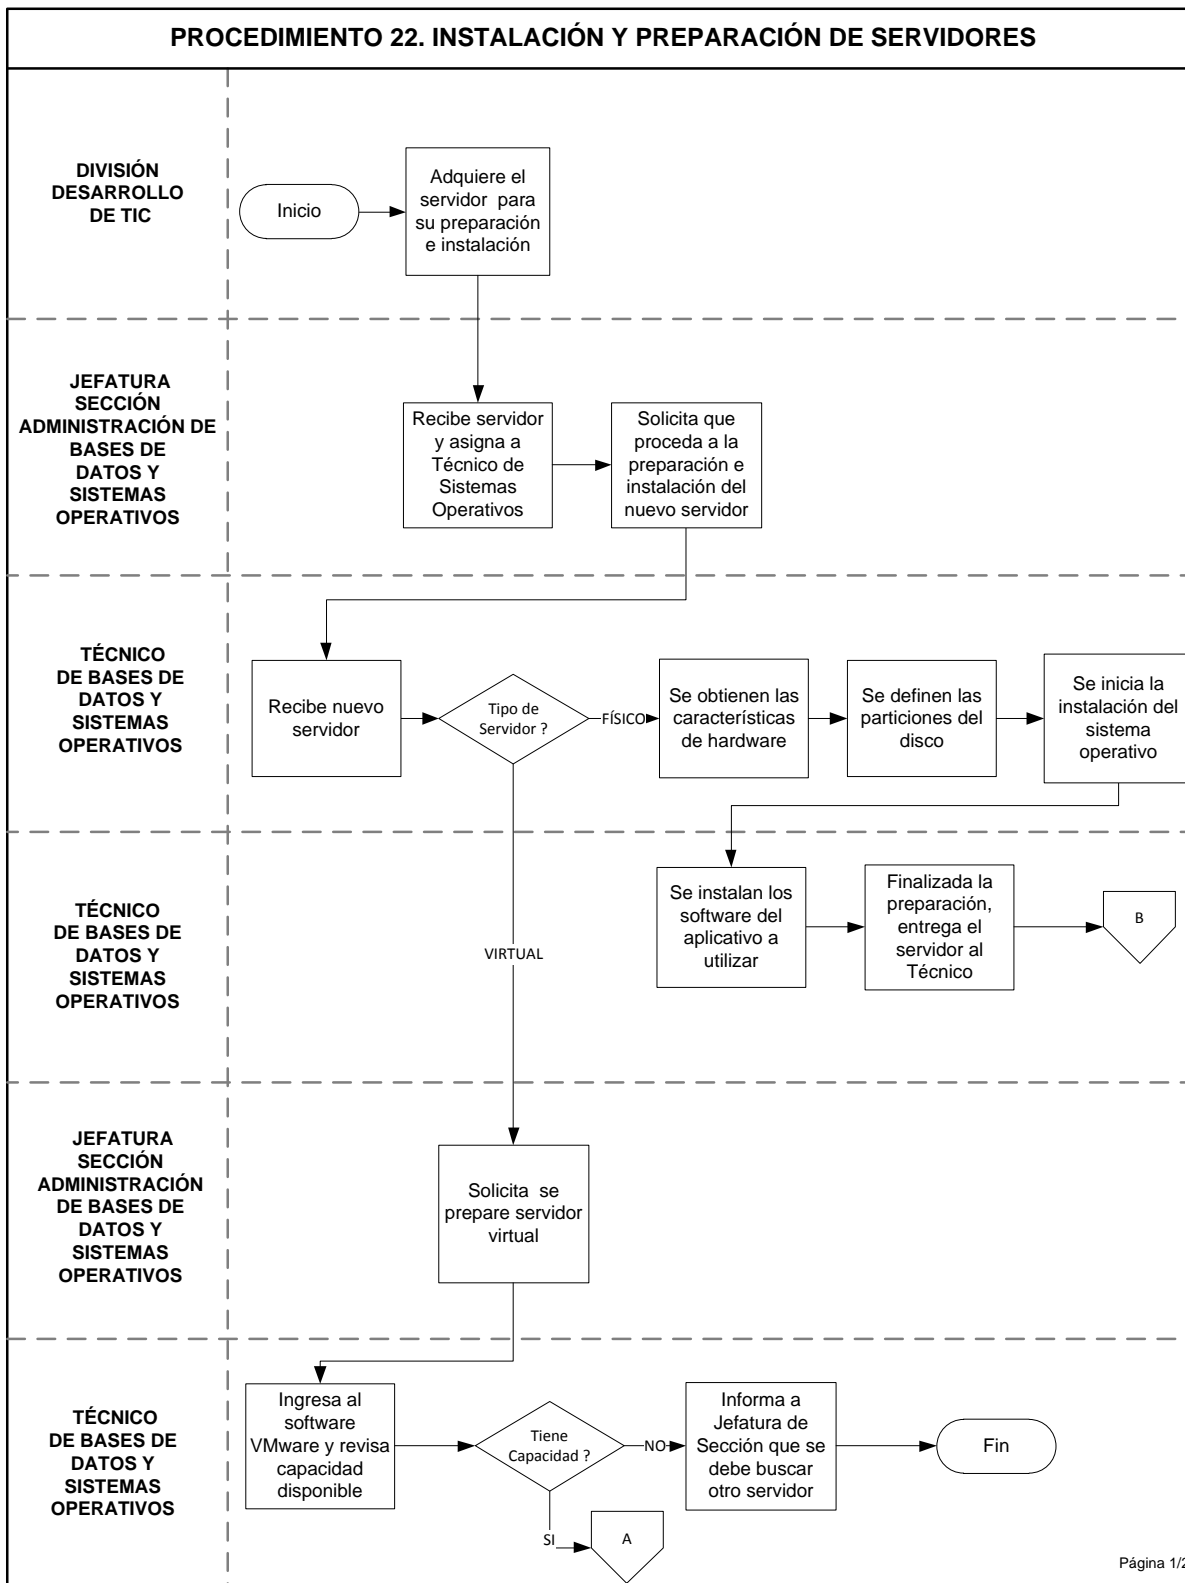 PROCEDIMIENTO 22. INSTALACIÓN Y PREPARACIÓN DE SERVIDORES
DIVISIÓN
DESARROLLO
DE TIC
Inicio
Adquiere el
servidor para
su preparación
e instalación
JEFATURA
SECCIÓN
ADMINISTRACIÓN DE
BASES DE
DATOS Y
SISTEMAS
OPERATIVOS
Recibe servidor
y asigna a
Técnico de
Sistemas
Operativos
Solicita que
proceda a la
preparación e
instalación del
nuevo servidor
TÉCNICO
DE BASES DE
DATOS Y
SISTEMAS
OPERATIVOS
Recibe nuevo
servidor
Tipo de
Servidor ?
FÍSICO
Se obtienen las
características
de hardware
Se definen las
particiones del
disco
Se inicia la
instalación del
sistema
operativo
TÉCNICO
DE BASES DE
DATOS Y
SISTEMAS
OPERATIVOS
VIRTUAL
Se instalan los
software del
aplicativo a
utilizar
Finalizada la
preparación,
entrega el
servidor al
Técnico
B
JEFATURA
SECCIÓN
ADMINISTRACIÓN
DE BASES DE
DATOS Y
SISTEMAS
OPERATIVOS
Solicita se
prepare servidor
virtual
TÉCNICO
DE BASES DE
DATOS Y
SISTEMAS
OPERATIVOS
Ingresa al
software
VMware y revisa
capacidad
disponible
Tiene
Capacidad ?
NO
Informa a
Jefatura de
Sección que se
debe buscar
otro servidor
Fin
SI
A
Página 1/2